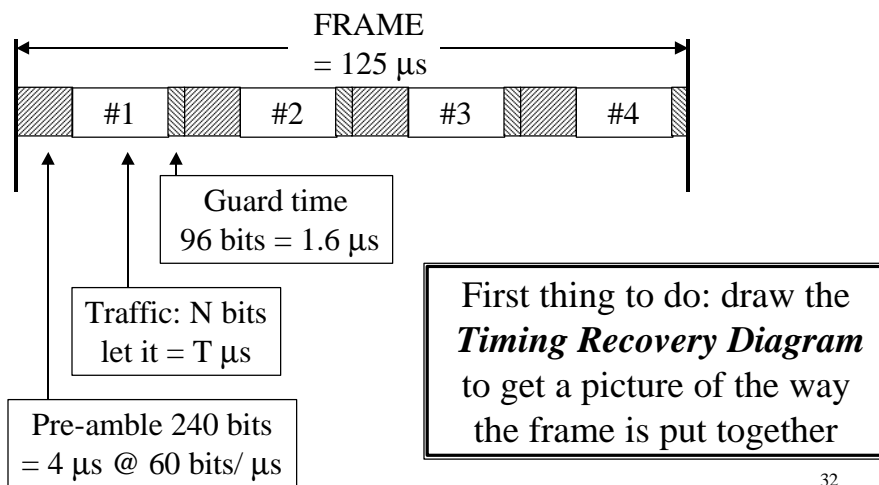 FRAME
= 125 µs
#1 #2 #3 #4
Guard time
96 bits = 1.6 µs
Traffic: N bits
let it = T µs
Pre-amble 240 bits
= 4 µs @ 60 bits/ µs
First thing to do: draw the
Timing Recovery Diagram
to get a picture of the way
the frame is put together
32